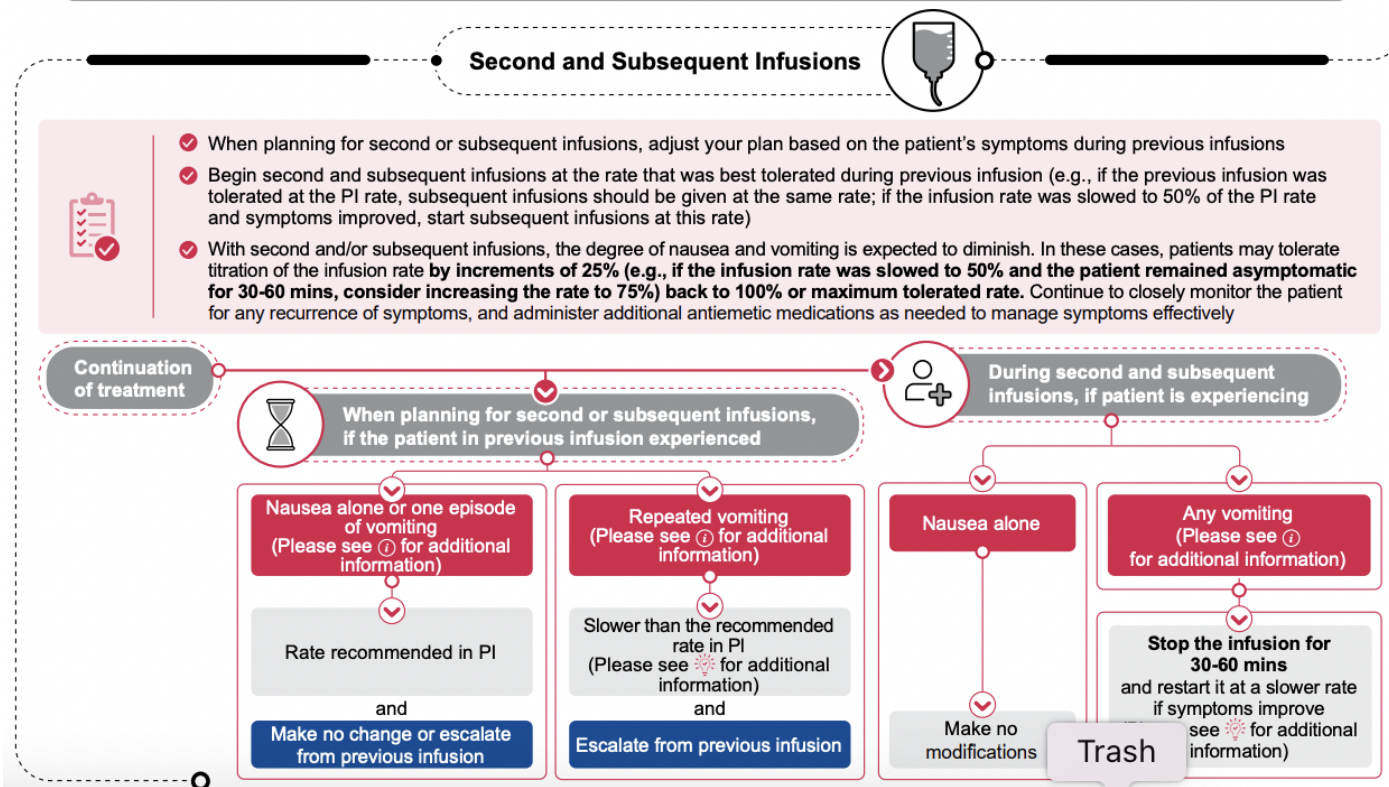 Second and Subsequent Infusions
When planning for second or subsequent infusions, adjust your plan based on the patient’s symptoms during previous infusions
Begin second and subsequent infusions at the rate that was best tolerated during previous infusion (e.g., if the previous infusion was
tolerated at the PI rate, subsequent infusions should be given at the same rate; if the infusion rate was slowed to 50% of the PI rate
and symptoms improved, start subsequent infusions at this rate)
With second and/or subsequent infusions, the degree of nausea and vomiting is expected to diminish. In these cases, patients may tolerate
titration of the infusion rate by increments of 25% (e.g., if the infusion rate was slowed to 50% and the patient remained asymptomatic
for 30-60 mins, consider increasing the rate to 75%) back to 100% or maximum tolerated rate. Continue to closely monitor the patient
for any recurrence of symptoms, and administer additional antiemetic medications as needed to manage symptoms effectively
Continuation
of treatment
When planning for second or subsequent infusions,
if the patient in previous infusion experienced
Nausea alone or one episode
of vomiting
(Please see i for additional
information)
Rate recommended in PI
and
Make no change or escalate
from previous infusion
Repeated vomiting
(Please see i for additional
information)
Slower than the recommended
rate in PI
(Please see for additional
information)
and
Escalate from previous infusion
During second and subsequent
infusions, if patient is experiencing
Nausea alone
Make no
modifications
Any vomiting
(Please see i
for additional information)
Stop the infusion for
30-60 mins
and restart it at a slower rate
if symptoms improve
see for additional
information)
Trash